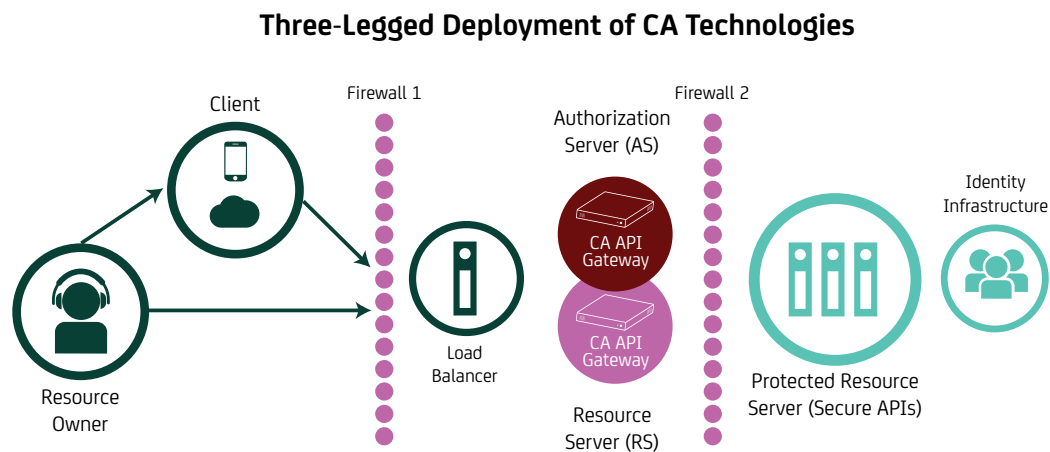 Three-Legged Deployment of CA Technologies
Client
Firewall 1
Authorization
Server (AS)
Firewall 2
Identity
Infrastructure
CA API
Gateway
CA API
Gateway
Load
Balancer
Resource
Owner
Resource
Server (RS)
Protected Resource
Server (Secure APIs)